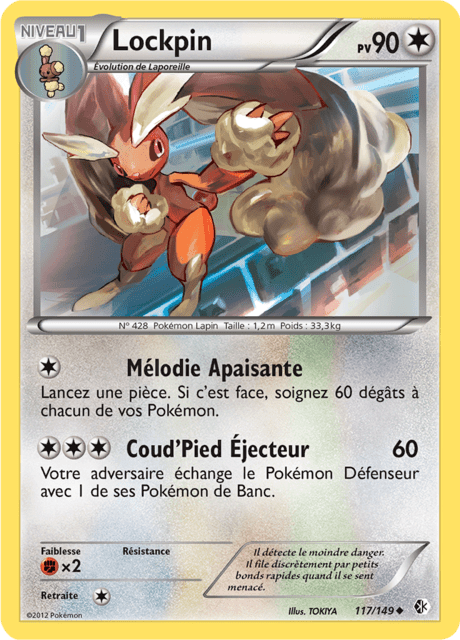 NIVEAU 1
Lockpin
PV 90
Évolution de Laporeille
N° 428 Pokémon Lapin Taille : 1,2 m Poids : 33,3 kg
Mélodie Apaisante
Lancez une pièce. Si c'est face, soignez 60 dégâts à
chacun de vos Pokémon.
Coud'Pied Éjecteur 60
Votre adversaire échange le Pokémon Défenseur
avec 1 de ses Pokémon de Banc.
Faiblesse Résistance
×2
Retraite
Il détecte le moindre danger.
Il file discrètement par petits
bonds rapides quand il se sent
menacé.
©2012 Pokémon
Illus. TOKIYA 117/149